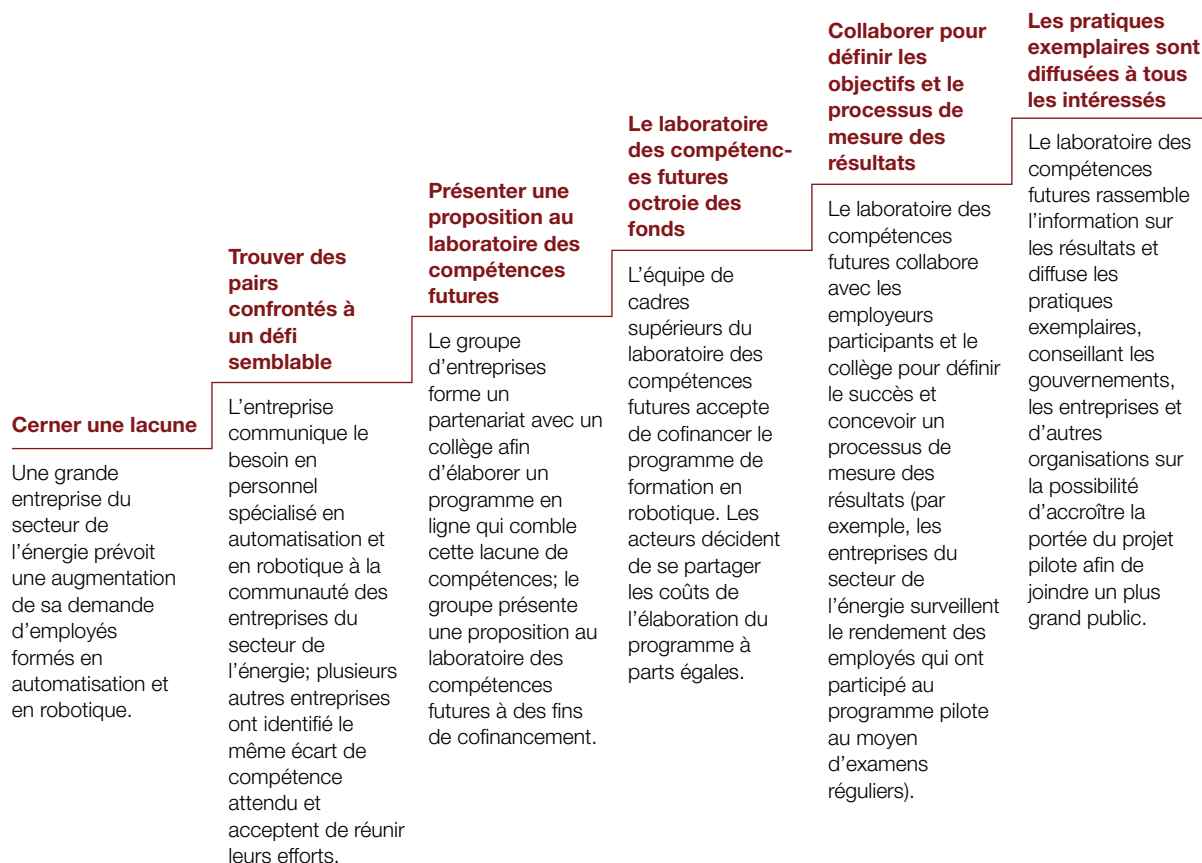 Cerner une lacune
Une grande
entreprise du
secteur de
l’énergie prévoit
une augmentation
de sa demande
d’employés
formés en
automatisation et
en robotique.
Trouver des
pairs
confrontés à
un défi
semblable
L’entreprise
communique le
besoin en
personnel
spécialisé en
automatisation et
en robotique à la
communauté des
entreprises du
secteur de
l’énergie; plusieurs
autres entreprises
ont identifié le
même écart de
compétence
attendu et
acceptent de réunir
leurs efforts.
Présenter une
proposition au
laboratoire des
compétences
futures
Le groupe
d’entreprises
forme un
partenariat avec un
collège afin
d’élaborer un
programme en
ligne qui comble
cette lacune de
compétences; le
groupe présente
une proposition au
laboratoire des
compétences
futures à des fins
de cofinancement.
Le laboratoire
des compétenc-
es futures
octroie des
fonds
L’équipe de
cadres
supérieurs du
laboratoire des
compétences
futures accepte
de cofinancer le
programme de
formation en
robotique. Les
acteurs décident
de se partager
les coûts de
l’élaboration du
programme à
parts égales.
Collaborer pour
définir les
objectifs et le
processus de
mesure des
résultats
Le laboratoire des
compétences
futures collabore
avec les
employeurs
participants et le
collège pour définir
le succès et
concevoir un
processus de
mesure des
résultats (par
exemple, les
entreprises du
secteur de
l’énergie surveillent
le rendement des
employés qui ont
participé au
programme pilote
au moyen
d’examens
réguliers).
Les pratiques
exemplaires sont
diffusées à tous
les intéressés
Le laboratoire des
compétences
futures rassemble
l’information sur
les résultats et
diffuse les
pratiques
exemplaires,
conseillant les
gouvernements,
les entreprises et
d’autres
organisations sur
la possibilité
d’accroître la
portée du projet
pilote afin de
joindre un plus
grand public.